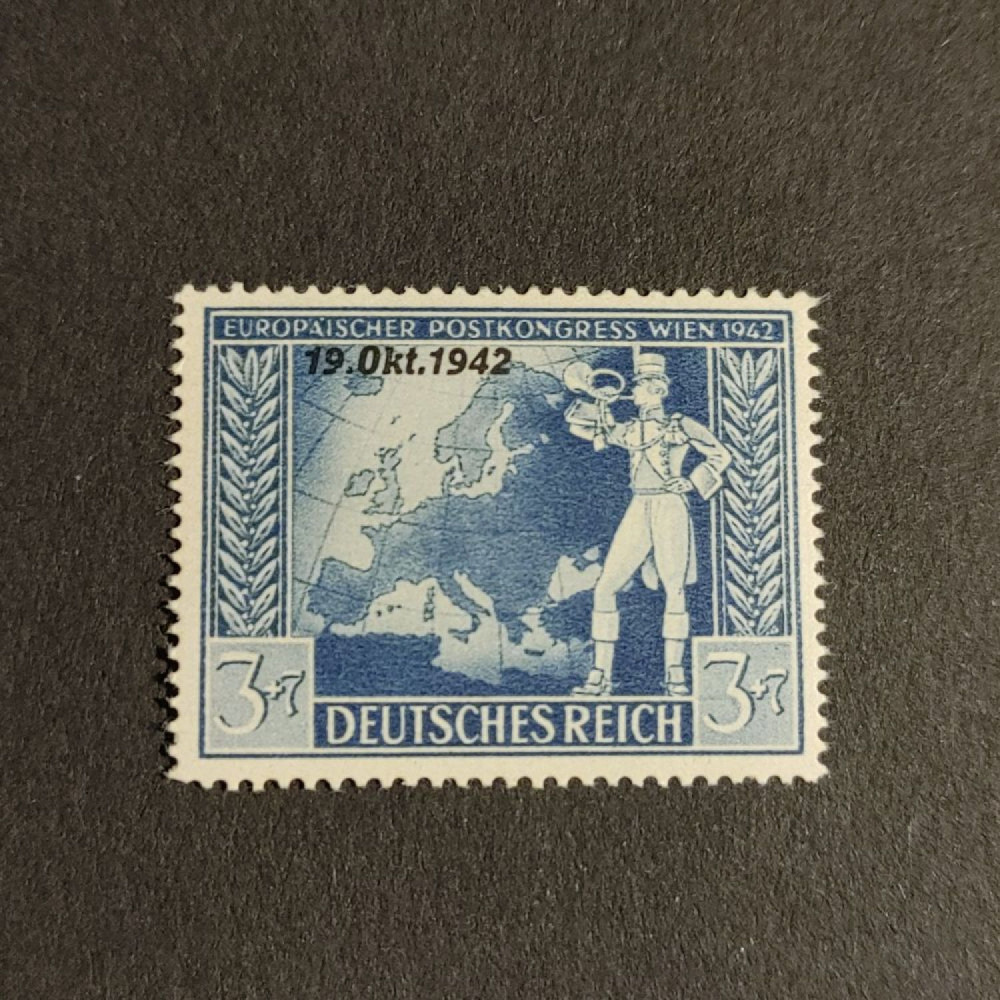 EUROPÄISCHER POSTKONGRESS WIEN 1942
19.Okt.1942
3+7
3+7
DEUTSCHES REICH